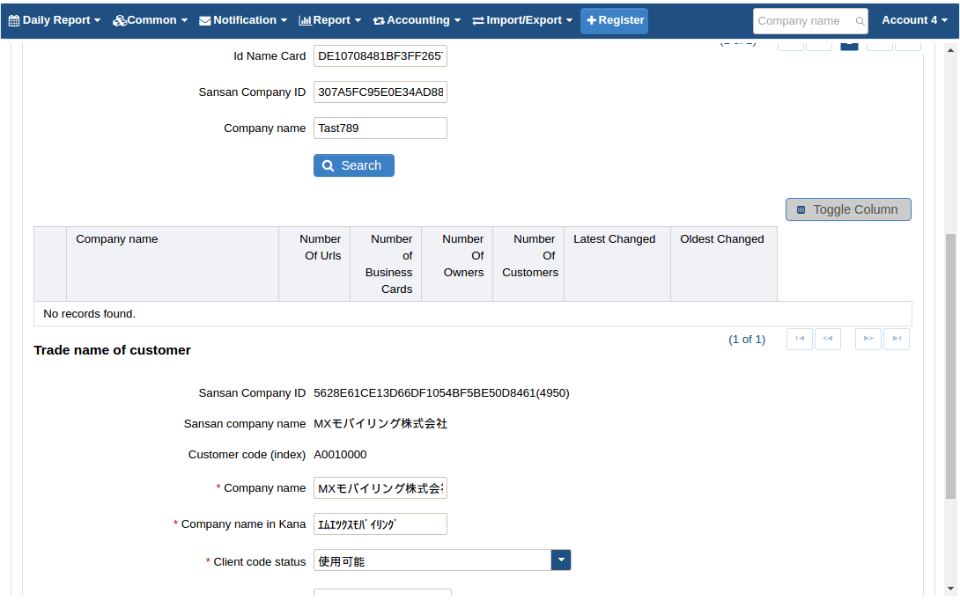 Daily Report Common Notification Report Accounting Import/Export Register Company name Account 4
Id Name Card DE10708481BF3FF265
Sansan Company ID 307A5FC95E0E34AD88
Company name Tast789
Search
Toggle Column
Company name Number Of Urls Number of Business Cards Number Of Owners Number Of Customers Latest Changed Oldest Changed
No records found.
(1 of 1)
Trade name of customer
Sansan Company ID 5628E61CE13D66DF1054BF5BE50D8461(4950)
Sansan company name MXモバイリング株式会社
Customer code (index) A0010000
* Company name MXモバイリング株式会
* Company name in Kana ｴﾑｴﾂｸｽﾓﾊﾞｲﾘﾝｸﾞ
* Client code status 使用可能